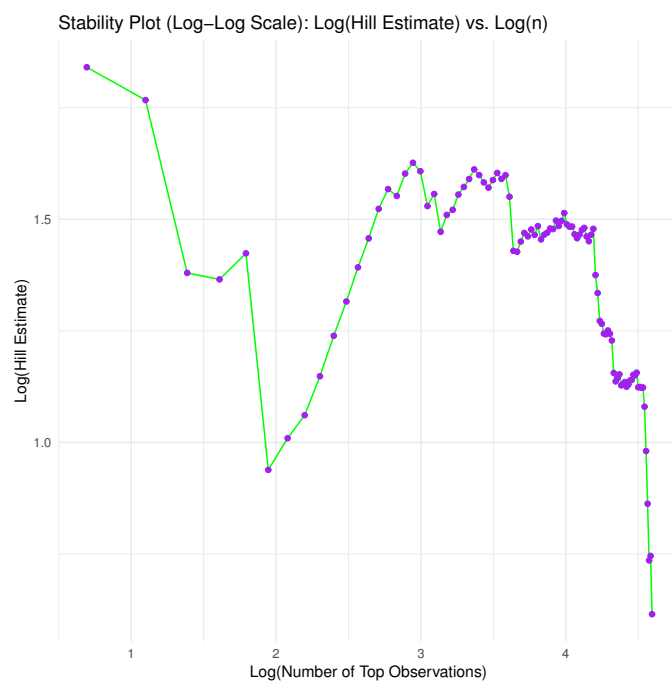 Stability Plot (Log−Log Scale): Log(Hill Estimate) vs. Log(n)
Log(Hill Estimate)
1.5
1.0
1 2 3 4
Log(Number of Top Observations)